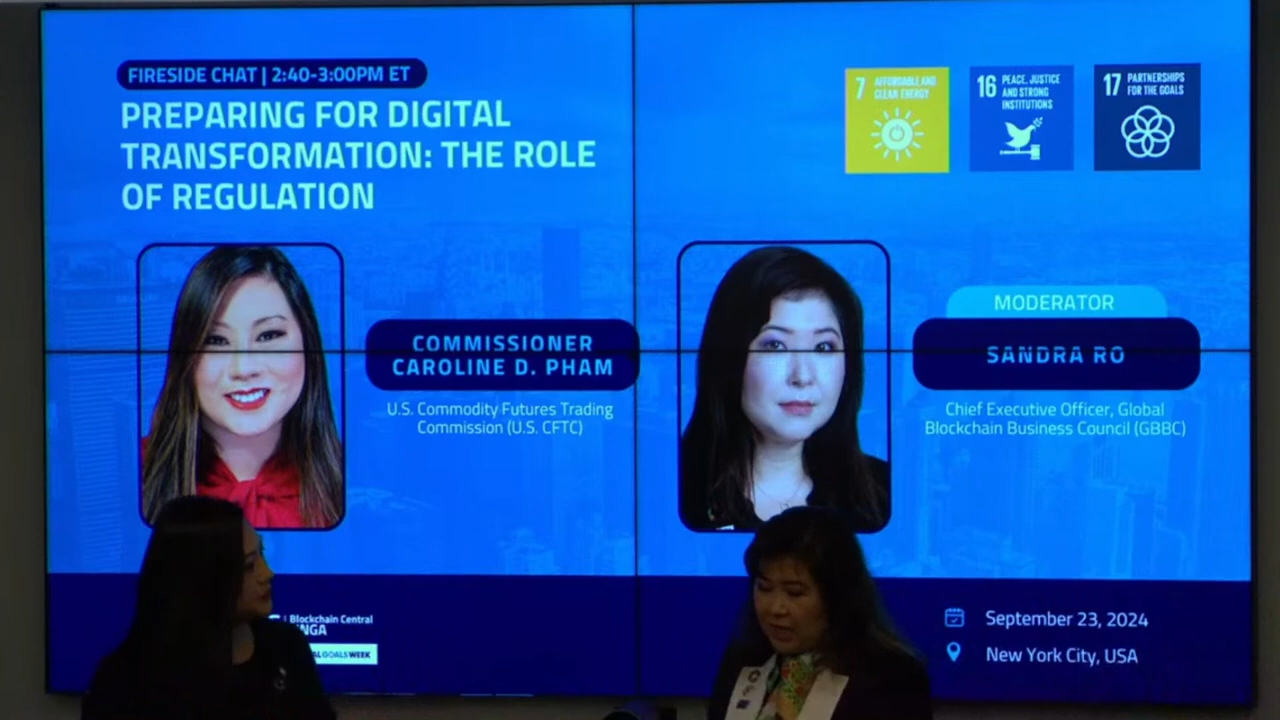 FIRESIDE CHAT | 2:40-3:00PM ET
PREPARING FOR DIGITAL
TRANSFORMATION: THE ROLE
OF REGULATION
7 AFFORDABLE AND
CLEAN ENERGY
16 PEACE, JUSTICE
AND STRONG
INSTITUTIONS
17 PARTNERSHIPS
FOR THE GOALS
COMMISSIONER
CAROLINE D. PHAM
U.S. Commodity Futures Trading
Commission (U.S. CFTC)
MODERATOR
SANDRA RO
Chief Executive Officer, Global
Blockchain Business Council (GBBC)
| Blockchain Central
NGA
ALGOALSWEEK
September 23, 2024
New York City, USA